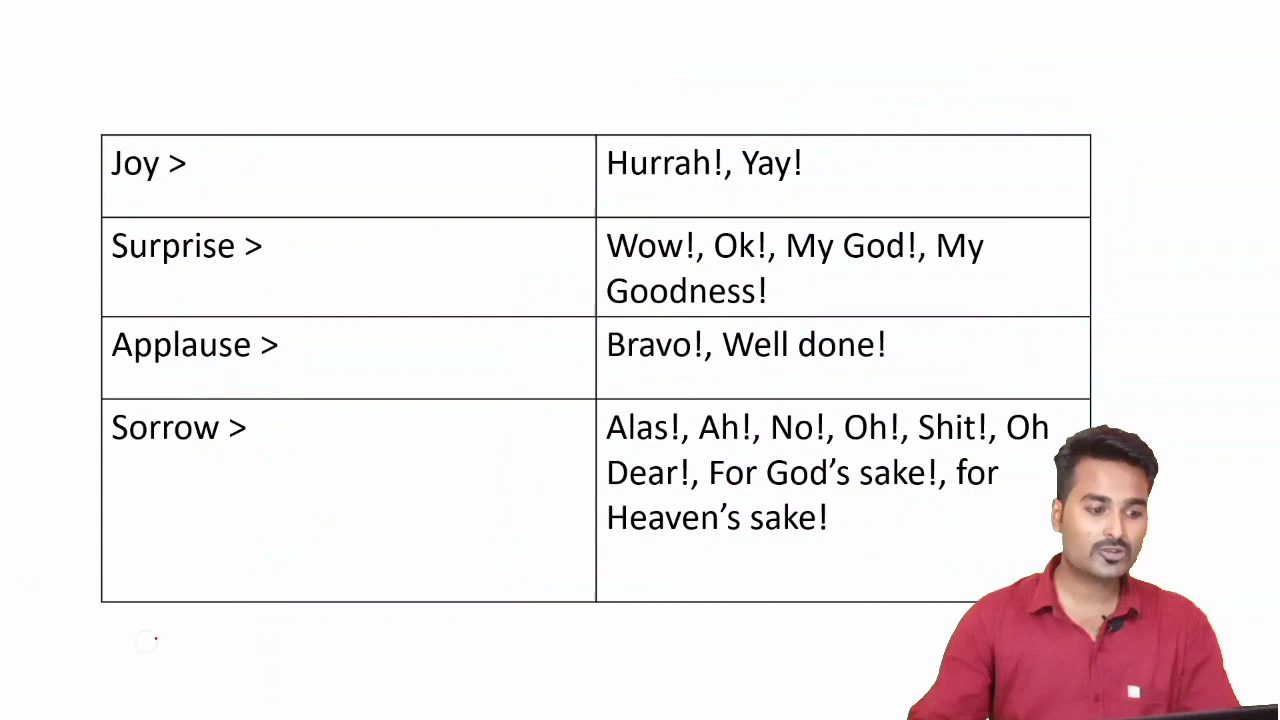 Joy >
Hurrah!, Yay!
Surprise >
Wow!, Ok!, My God!, My
Goodness!
Applause >
Bravo!, Well done!
Sorrow >
Alas!, Ah!, No!, Oh!, Shit!, Oh
Dear!, For God’s sake!, for
Heaven’s sake!